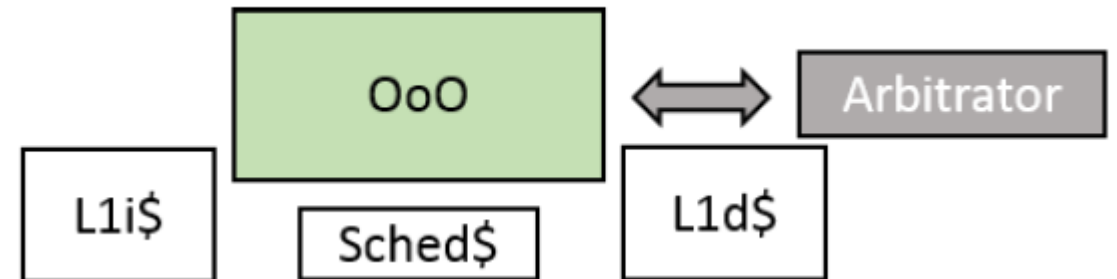 OoO
Arbitrator
L1i$
Sched$
L1d$